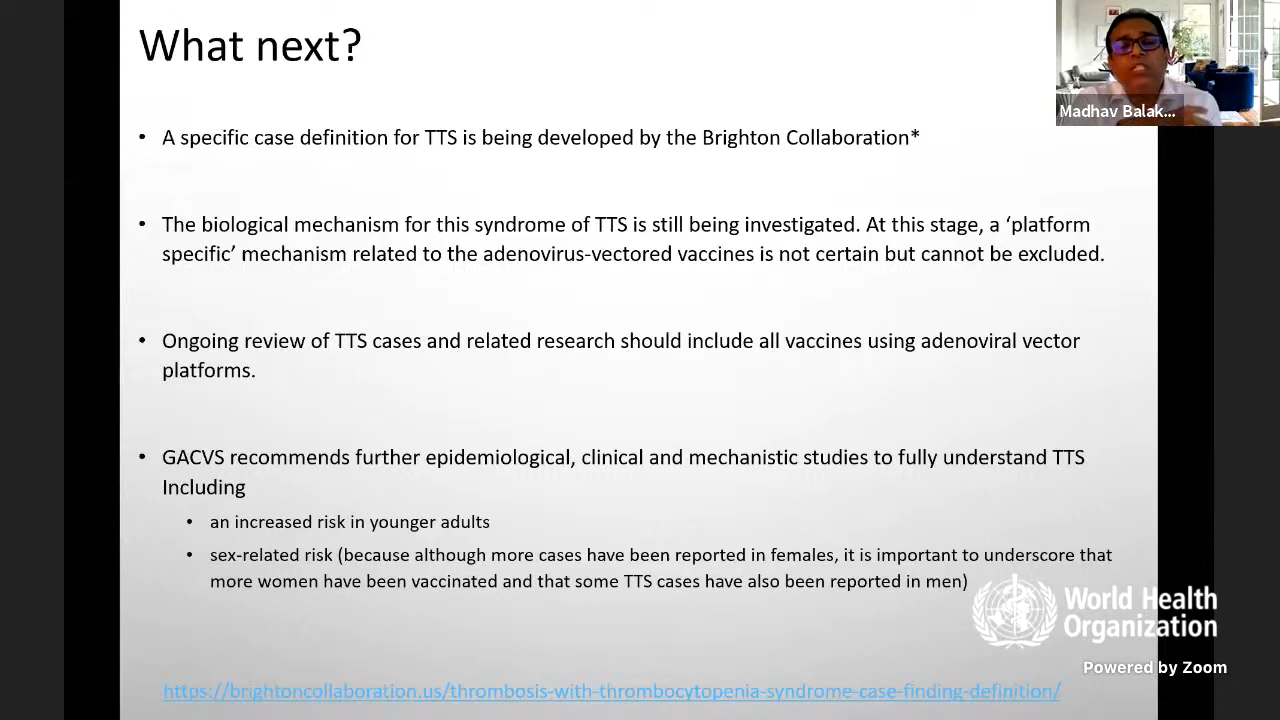 What next?
Madhav Balak...
• A specific case definition for TTS is being developed by the Brighton Collaboration*
• The biological mechanism for this syndrome of TTS is still being investigated. At this stage, a ‘platform
specific’ mechanism related to the adenovirus-vectored vaccines is not certain but cannot be excluded.
• Ongoing review of TTS cases and related research should include all vaccines using adenoviral vector
platforms.
• GACVS recommends further epidemiological, clinical and mechanistic studies to fully understand TTS
Including
• an increased risk in younger adults
• sex-related risk (because although more cases have been reported in females, it is important to underscore that
more women have been vaccinated and that some TTS cases have also been reported in men)
World Health
Organization
Powered by Zoom
https://brightoncollaboration.us/thrombosis-with-thrombocytopenia-syndrome-case-finding-definition/